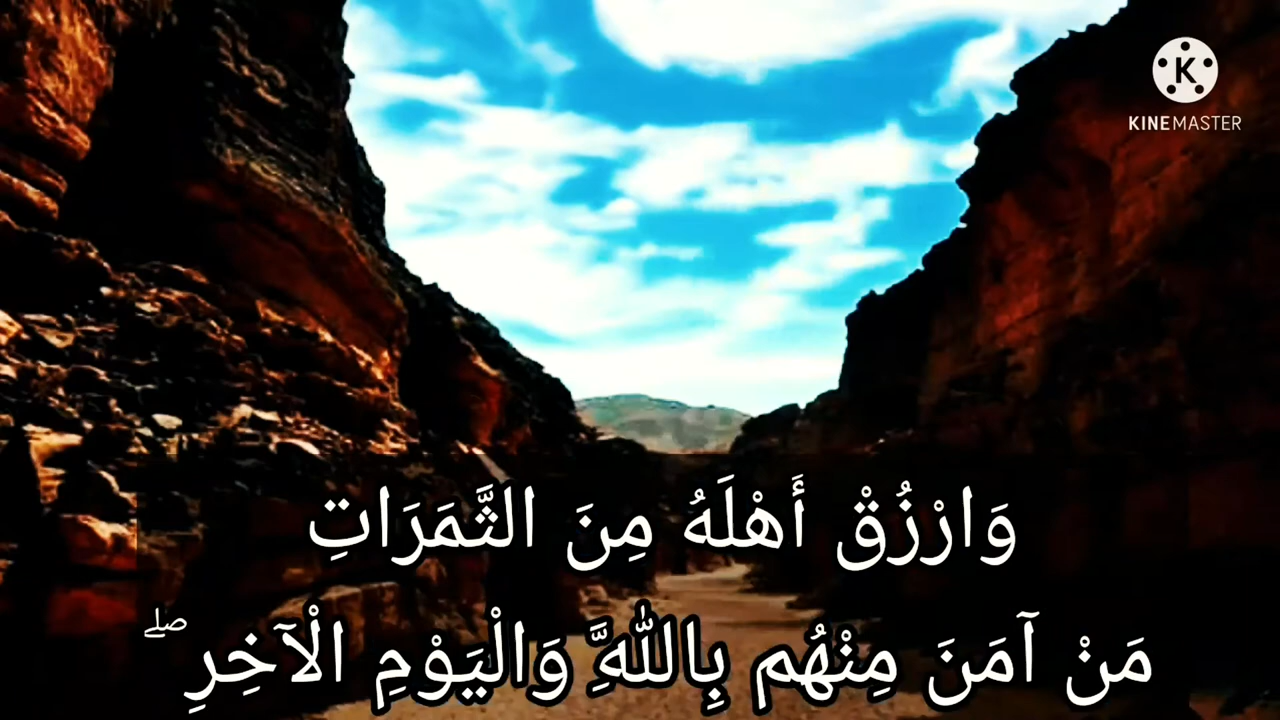 KINEMASTER
وَارْزُقْ أَهْلَهُ مِنَ الثَّمَرَاتِ
مَنْ آمَنَ مِنْهُم بِاللَّهِ وَالْيَوْمِ الْآخِرِ ۖ